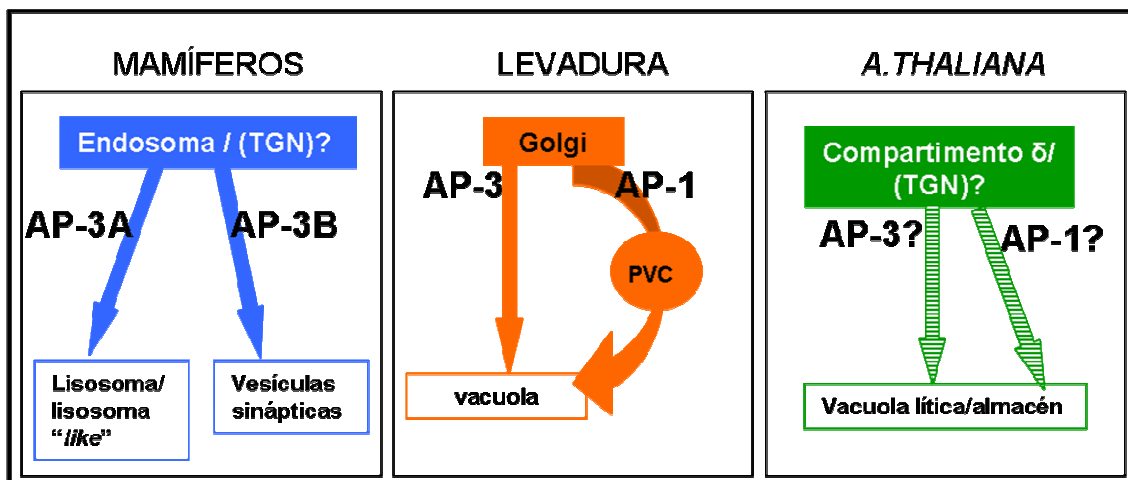 MAMÍFEROS
Endosoma / (TGN)?
AP-3A
AP-3B
Lisosoma/
lisosoma
“like”
Vesículas
sinápticas
LEVADURA
Golgi
AP-3
AP-1
PVC
vacuola
A.THALIANA
Compartimento δ/
(TGN)?
AP-3?
AP-1?
Vacuola lítica/almacén